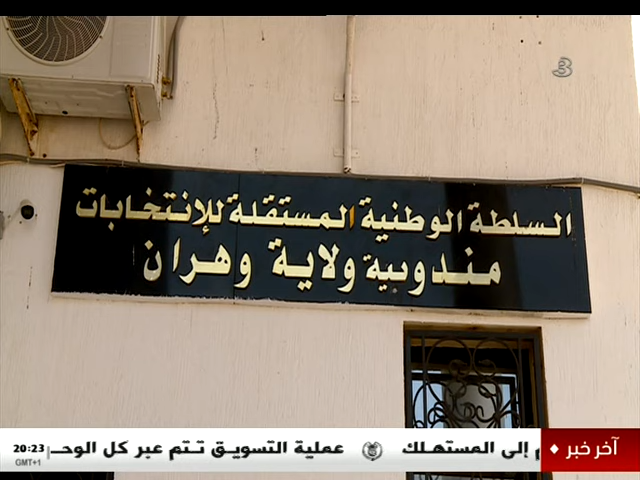 3
السلطة الوطنية المستقلة للإنتخابات
مندوبية ولاية وهران
آخر خبر
إلى المستهلك
عملية التسويق تتم عبر كل
20:23
GMT+1